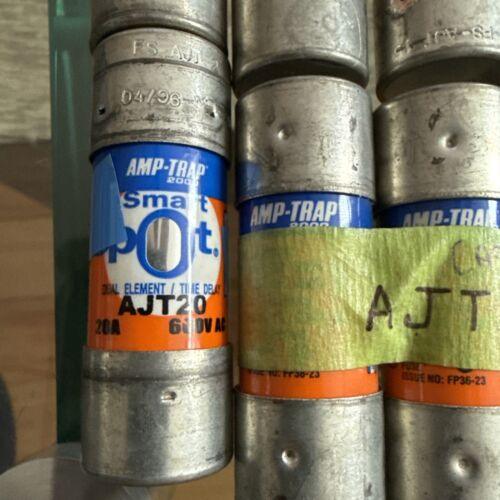 FS AJT
04/96
AMP-TRAP
2000
Smart
Spot.
DUAL ELEMENT / TIME DELAY
AJT20
20A 600V AC
AMP-TRAP
2000
ISSUE NO: FP36-23
AMP-TRAP
AJT
ISSUE NO: FP36-23